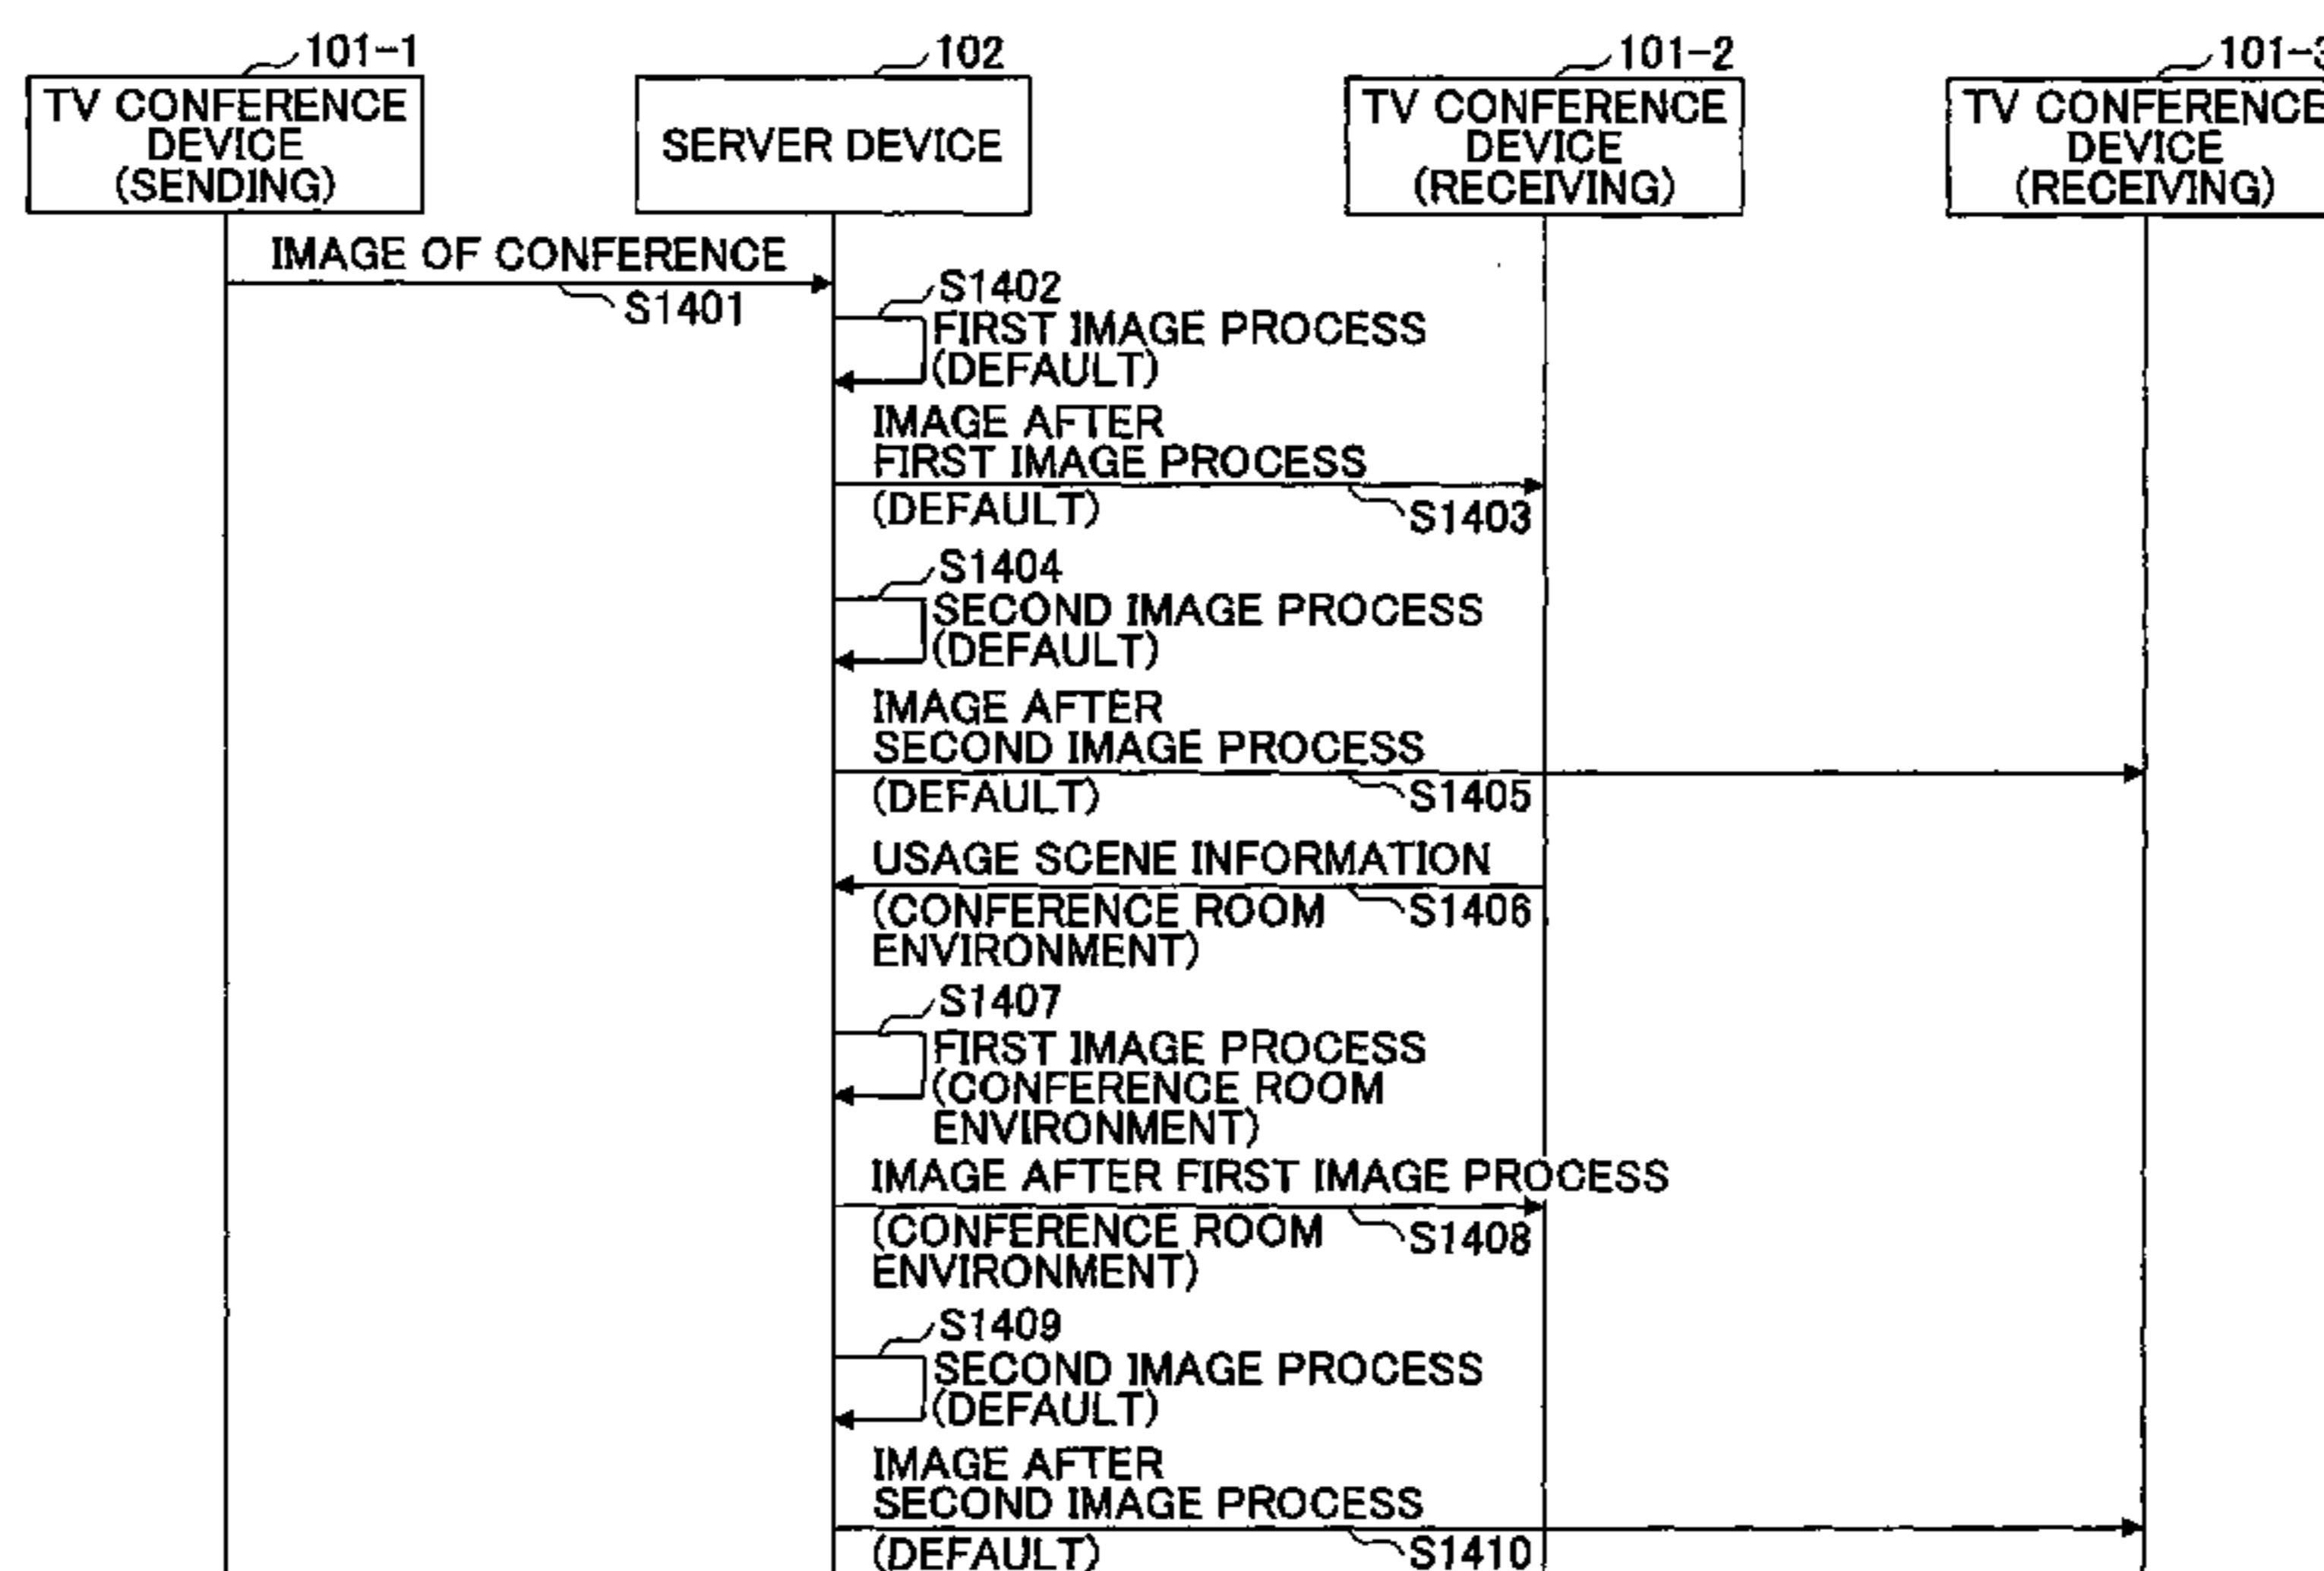 101-1
TV CONFERENCE
DEVICE
(SENDING)
102
SERVER DEVICE
101-2
TV CONFERENCE
DEVICE
(RECEIVING)
101-3
TV CONFERENCE
DEVICE
(RECEIVING)
IMAGE OF CONFERENCE
S1401
S1402
FIRST IMAGE PROCESS
(DEFAULT)
IMAGE AFTER
FIRST IMAGE PROCESS
(DEFAULT)
S1403
S1404
SECOND IMAGE PROCESS
(DEFAULT)
IMAGE AFTER
SECOND IMAGE PROCESS
(DEFAULT)
S1405
USAGE SCENE INFORMATION
(CONFERENCE ROOM
ENVIRONMENT)
S1406
S1407
FIRST IMAGE PROCESS
(CONFERENCE ROOM
ENVIRONMENT)
IMAGE AFTER FIRST IMAGE PROCESS
(CONFERENCE ROOM
ENVIRONMENT)
S1408
S1409
SECOND IMAGE PROCESS
(DEFAULT)
IMAGE AFTER
SECOND IMAGE PROCESS
(DEFAULT)
S1410